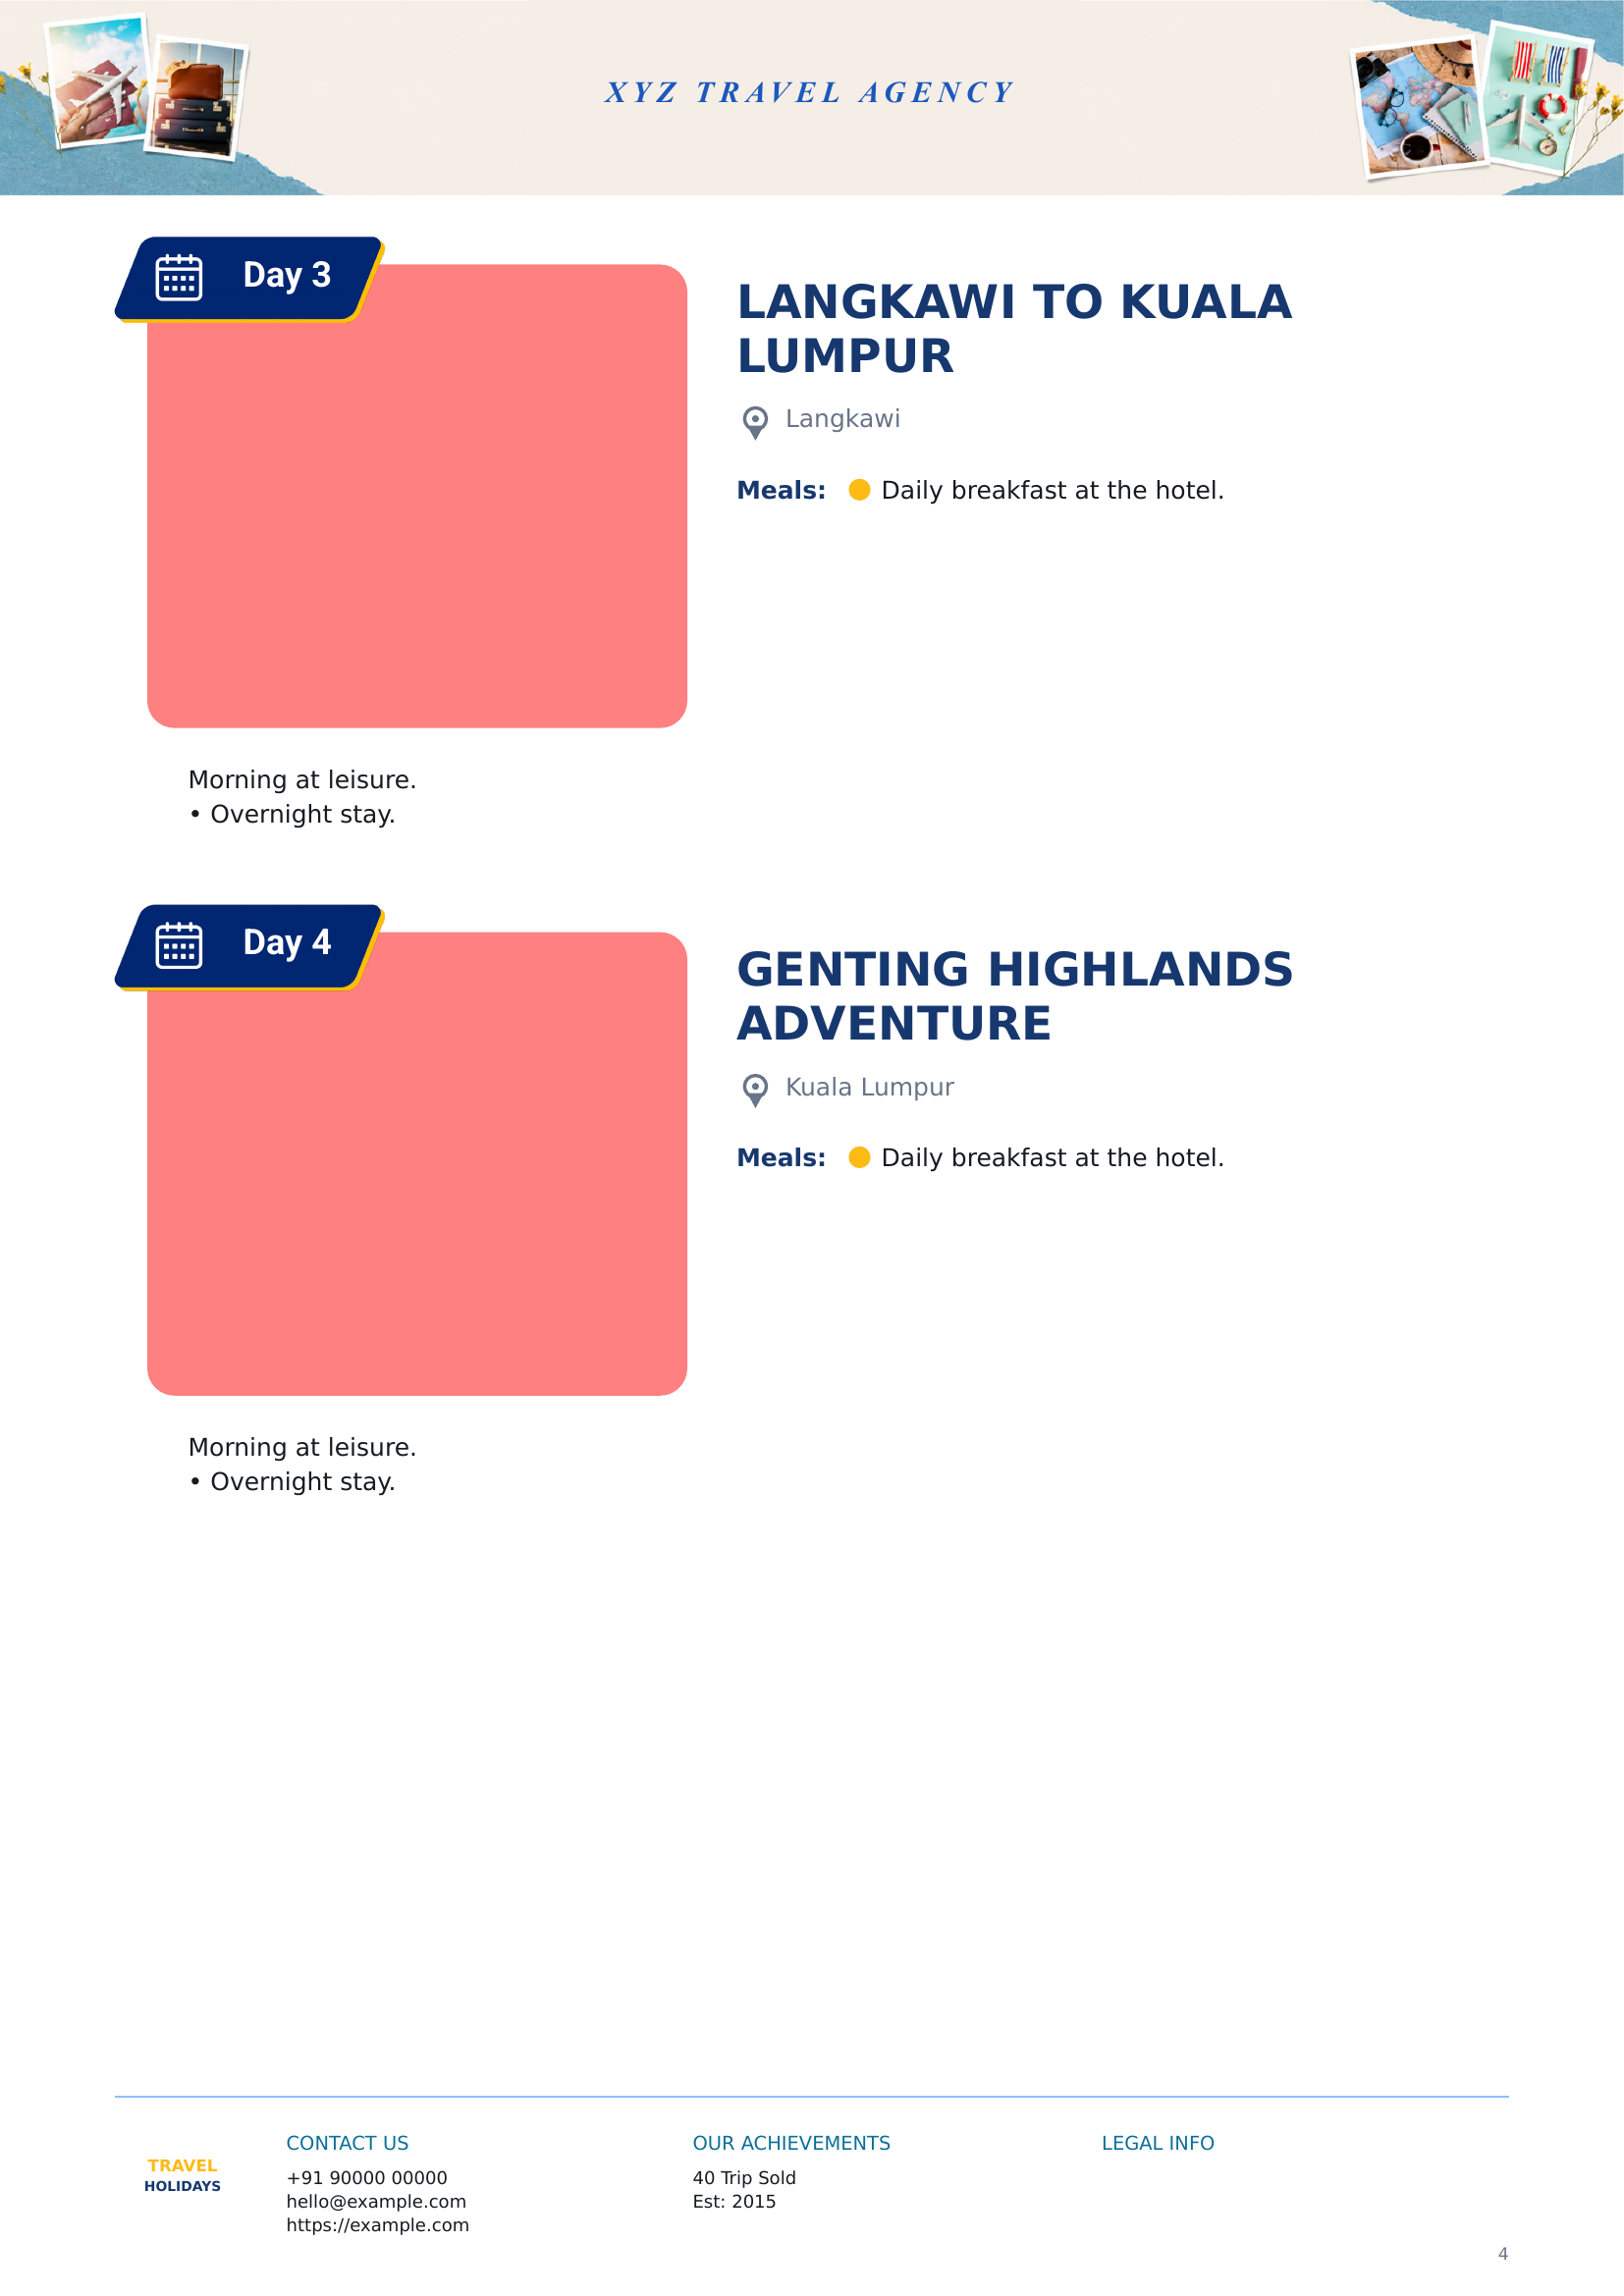 XYZ TRAVEL AGENCY
Day 3
LANGKAWI TO KUALA
LUMPUR
Langkawi
Meals: Daily breakfast at the hotel.
Morning at leisure.
• Overnight stay.
Day 4
GENTING HIGHLANDS
ADVENTURE
Kuala Lumpur
Meals: Daily breakfast at the hotel.
Morning at leisure.
• Overnight stay.
TRAVEL
HOLIDAYS
CONTACT US
+91 90000 00000
hello@example.com
https://example.com
OUR ACHIEVEMENTS
40 Trip Sold
Est: 2015
LEGAL INFO
4